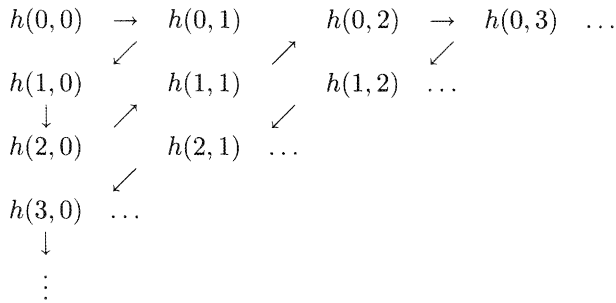 h(0,0) → h(0,1) h(0,2) → h(0,3) ...
↙ ↗ ↙
h(1,0) h(1,1) h(1,2) ...
↓ ↗ ↙
h(2,0) h(2,1) ...
↙
h(3,0) ...
↓
⋮